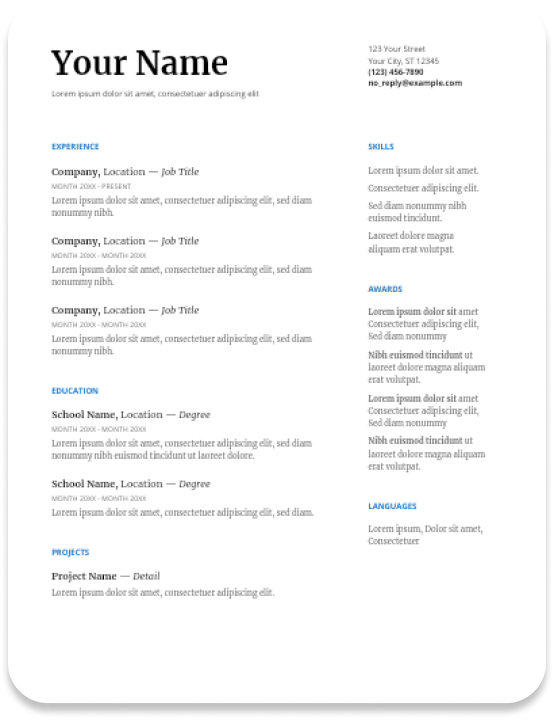 Your Name
Lorem ipsum dolor sit amet, consectetuer adipiscing elit
123 Your Street
Your City, ST 12345
(123) 456-7890
no_reply@example.com
EXPERIENCE
Company, Location — Job Title
MONTH 20XX - PRESENT
Lorem ipsum dolor sit amet, consectetuer adipiscing elit, sed diam
nonummy nibh.
Company, Location — Job Title
MONTH 20XX - MONTH 20XX
Lorem ipsum dolor sit amet, consectetuer adipiscing elit, sed diam
nonummy nibh.
Company, Location — Job Title
MONTH 20XX - MONTH 20XX
Lorem ipsum dolor sit amet, consectetuer adipiscing elit, sed diam
nonummy nibh.
EDUCATION
School Name, Location — Degree
MONTH 20XX - MONTH 20XX
Lorem ipsum dolor sit amet, consectetuer adipiscing elit, sed diam
nonummy nibh euismod tincidunt ut laoreet dolore.
School Name, Location — Degree
MONTH 20XX - MONTH 20XX
Lorem ipsum dolor sit amet, consectetuer adipiscing elit, sed diam.
PROJECTS
Project Name — Detail
Lorem ipsum dolor sit amet, consectetuer adipiscing elit.
SKILLS
Lorem ipsum dolor sit amet.
Consectetuer adipiscing elit.
Sed diam nonummy nibh
euismod tincidunt.
Laoreet dolore magna
aliquam erat volutpat.
AWARDS
Lorem ipsum dolor sit amet
Consectetuer adipiscing elit,
Sed diam nonummy
Nibh euismod tincidunt ut
laoreet dolore magna aliquam
erat volutpat.
Lorem ipsum dolor sit amet
Consectetuer adipiscing elit,
Sed diam nonummy
Nibh euismod tincidunt ut
laoreet dolore magna aliquam
erat volutpat.
LANGUAGES
Lorem ipsum, Dolor sit amet,
Consectetuer